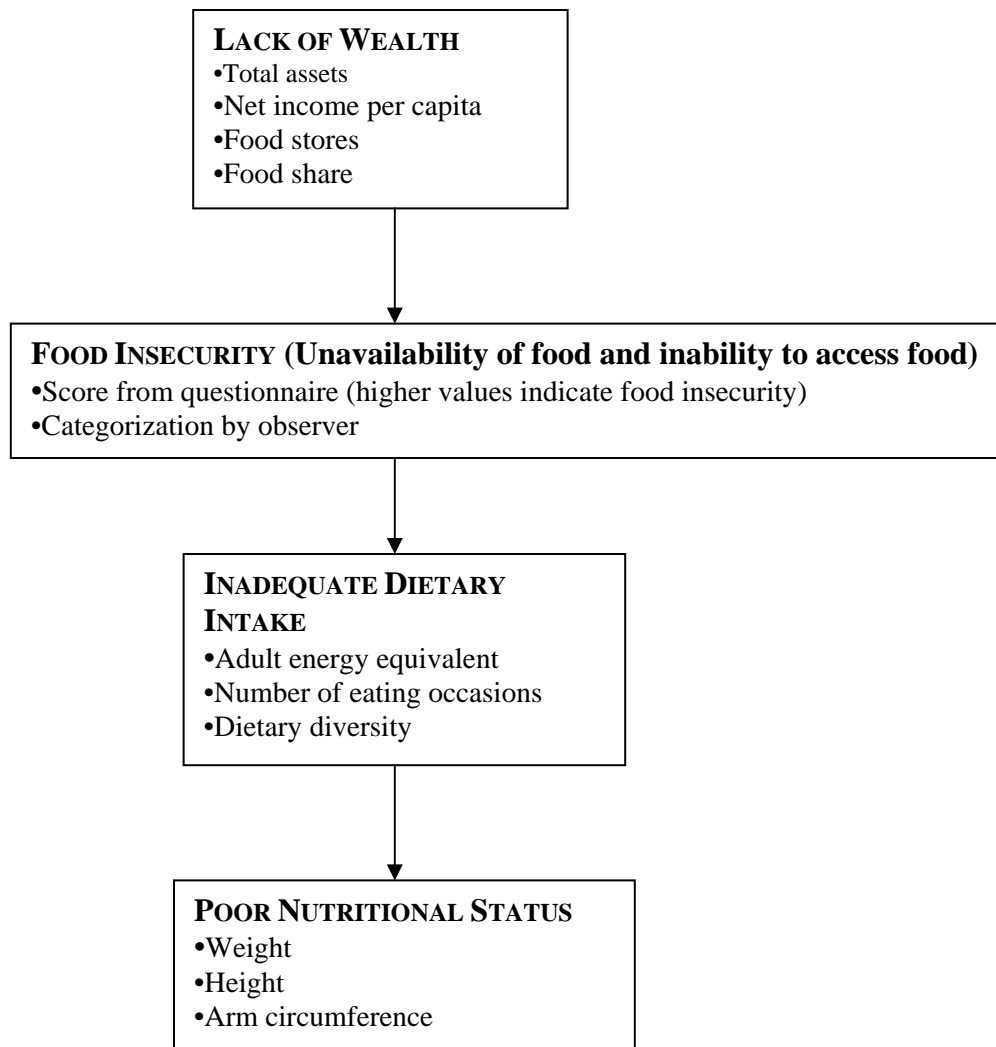 LACK OF WEALTH
•Total assets
•Net income per capita
•Food stores
•Food share
FOOD INSECURITY (Unavailability of food and inability to access food)
•Score from questionnaire (higher values indicate food insecurity)
•Categorization by observer
INADEQUATE DIETARY
INTAKE
•Adult energy equivalent
•Number of eating occasions
•Dietary diversity
POOR NUTRITIONAL STATUS
•Weight
•Height
•Arm circumference